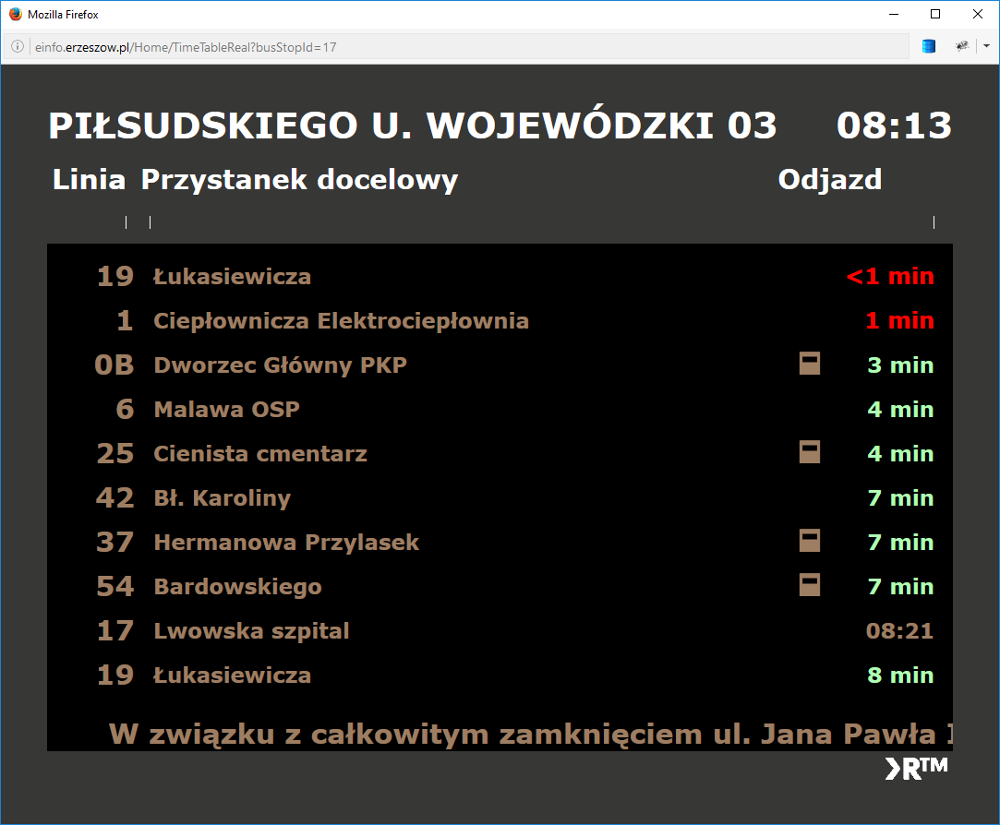 Mozilla Firefox
einfo.erzeszow.pl/Home/TimeTableReal?busStopId=17
PIŁSUDSKIEGO U. WOJEWÓDZKI 03 08:13
Linia Przystanek docelowy Odjazd
19 Łukasiewicza <1 min
1 Ciepłownicza Elektrociepłownia 1 min
0B Dworzec Główny PKP 3 min
6 Malawa OSP 4 min
25 Cienista cmentarz 4 min
42 Bł. Karoliny 7 min
37 Hermanowa Przylasek 7 min
54 Bardowskiego 7 min
17 Lwowska szpital 08:21
19 Łukasiewicza 8 min
W związku z całkowitym zamknięciem ul. Jana Pawła
RTM